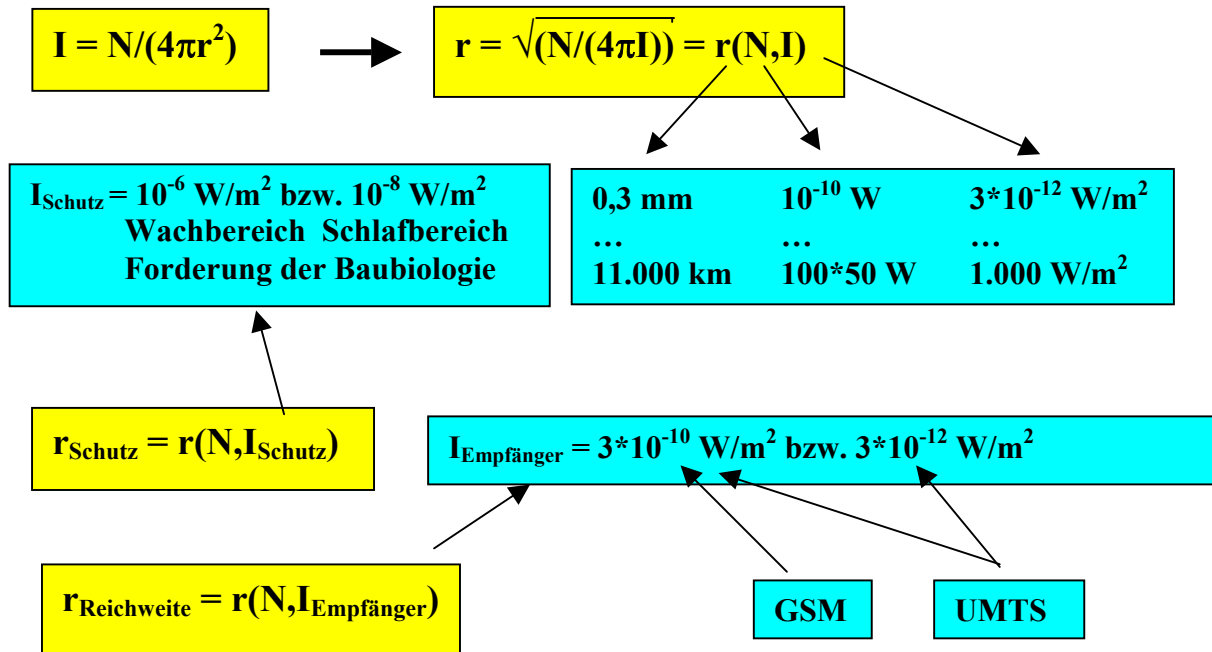 I = N/(4πr²)
r = √(N/(4πI)) = r(N,I)
I_Schutz = 10⁻⁶ W/m² bzw. 10⁻⁸ W/m²
Wachbereich Schlafbereich
Forderung der Baubiologie
0,3 mm 10⁻¹⁰ W 3*10⁻¹² W/m²
… … …
11.000 km 100*50 W 1.000 W/m²
r_Schutz = r(N,I_Schutz)
I_Empfänger = 3*10⁻¹⁰ W/m² bzw. 3*10⁻¹² W/m²
r_Reichweite = r(N,I_Empfänger)
GSM
UMTS